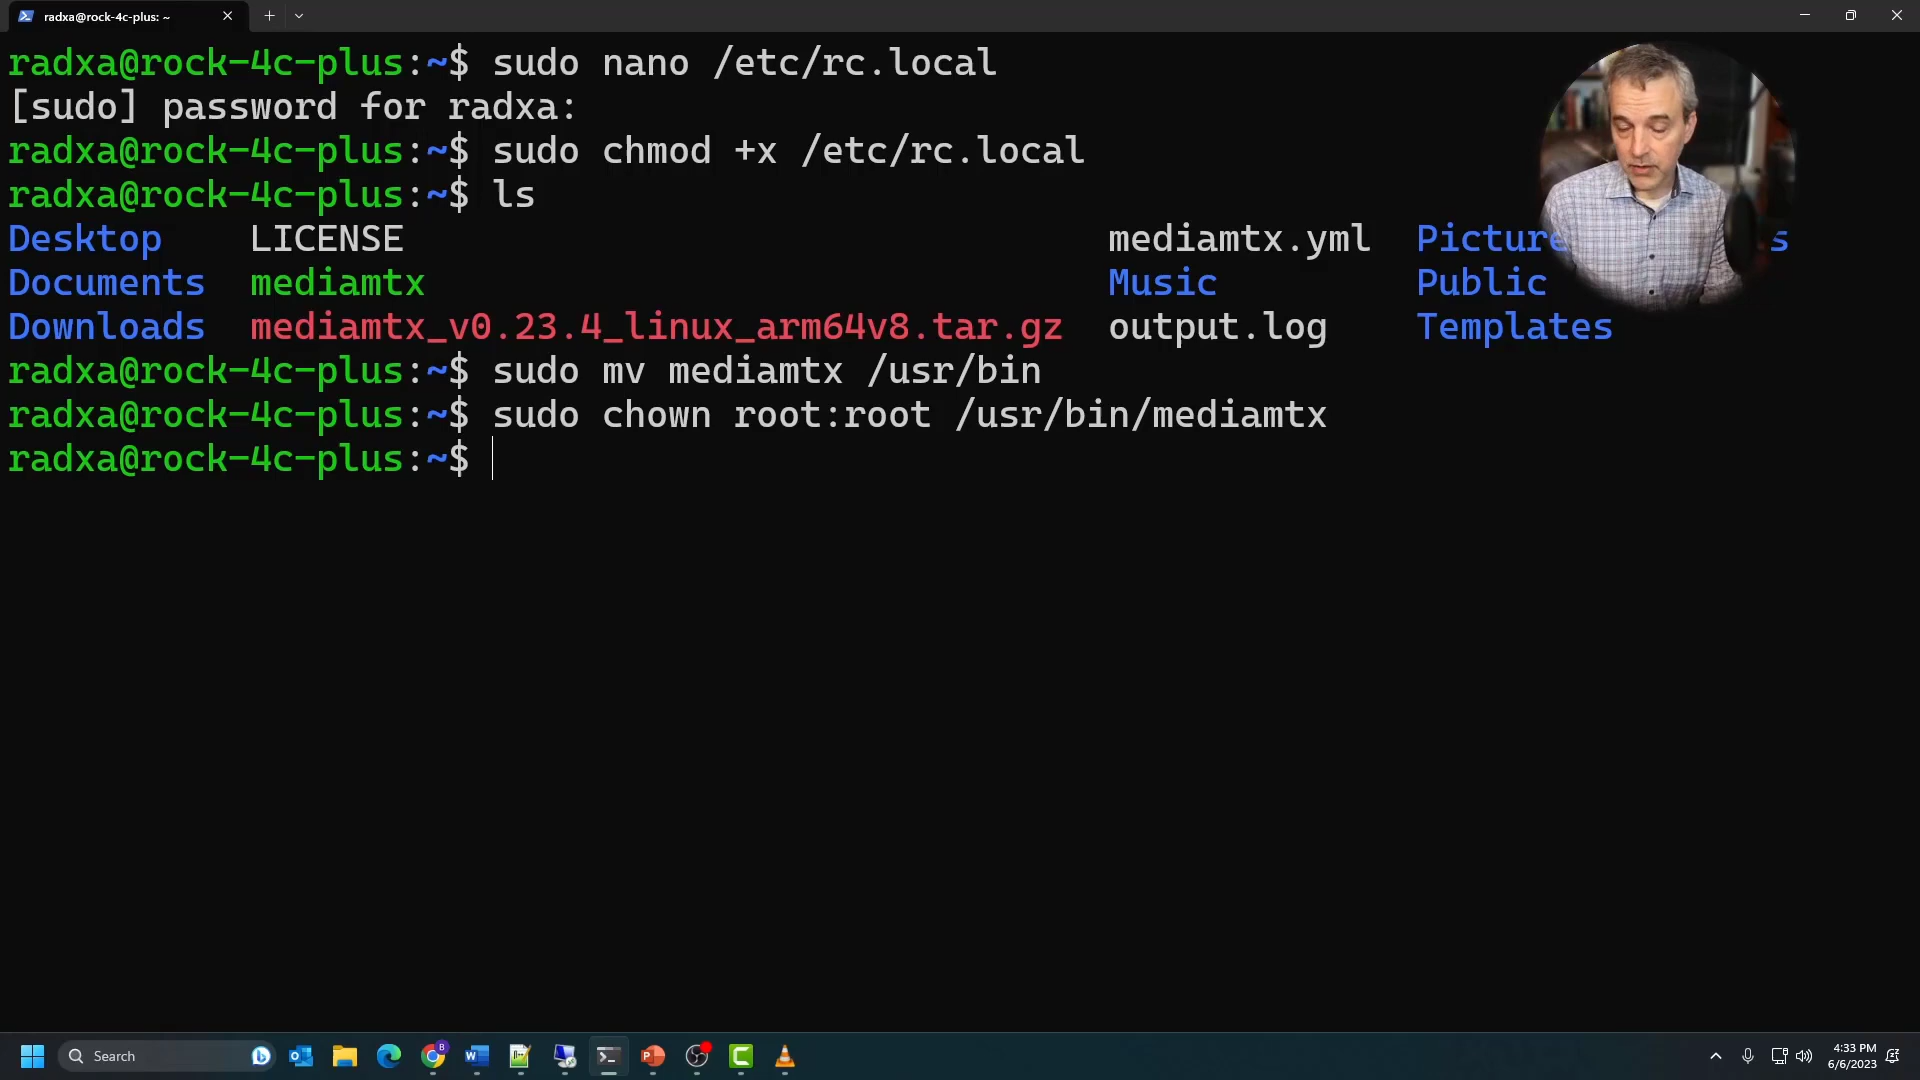 radxa@rock-4c-plus: ~
radxa@rock-4c-plus:~$ sudo nano /etc/rc.local
[sudo] password for radxa:
radxa@rock-4c-plus:~$ sudo chmod +x /etc/rc.local
radxa@rock-4c-plus:~$ ls
Desktop LICENSE mediamtx.yml
Documents mediamtx Music Public
Downloads mediamtx_v0.23.4_linux_arm64v8.tar.gz output.log Templates
radxa@rock-4c-plus:~$ sudo mv mediamtx /usr/bin
radxa@rock-4c-plus:~$ sudo chown root:root /usr/bin/mediamtx
radxa@rock-4c-plus:~$
Search
4:33 PM
6/6/2023